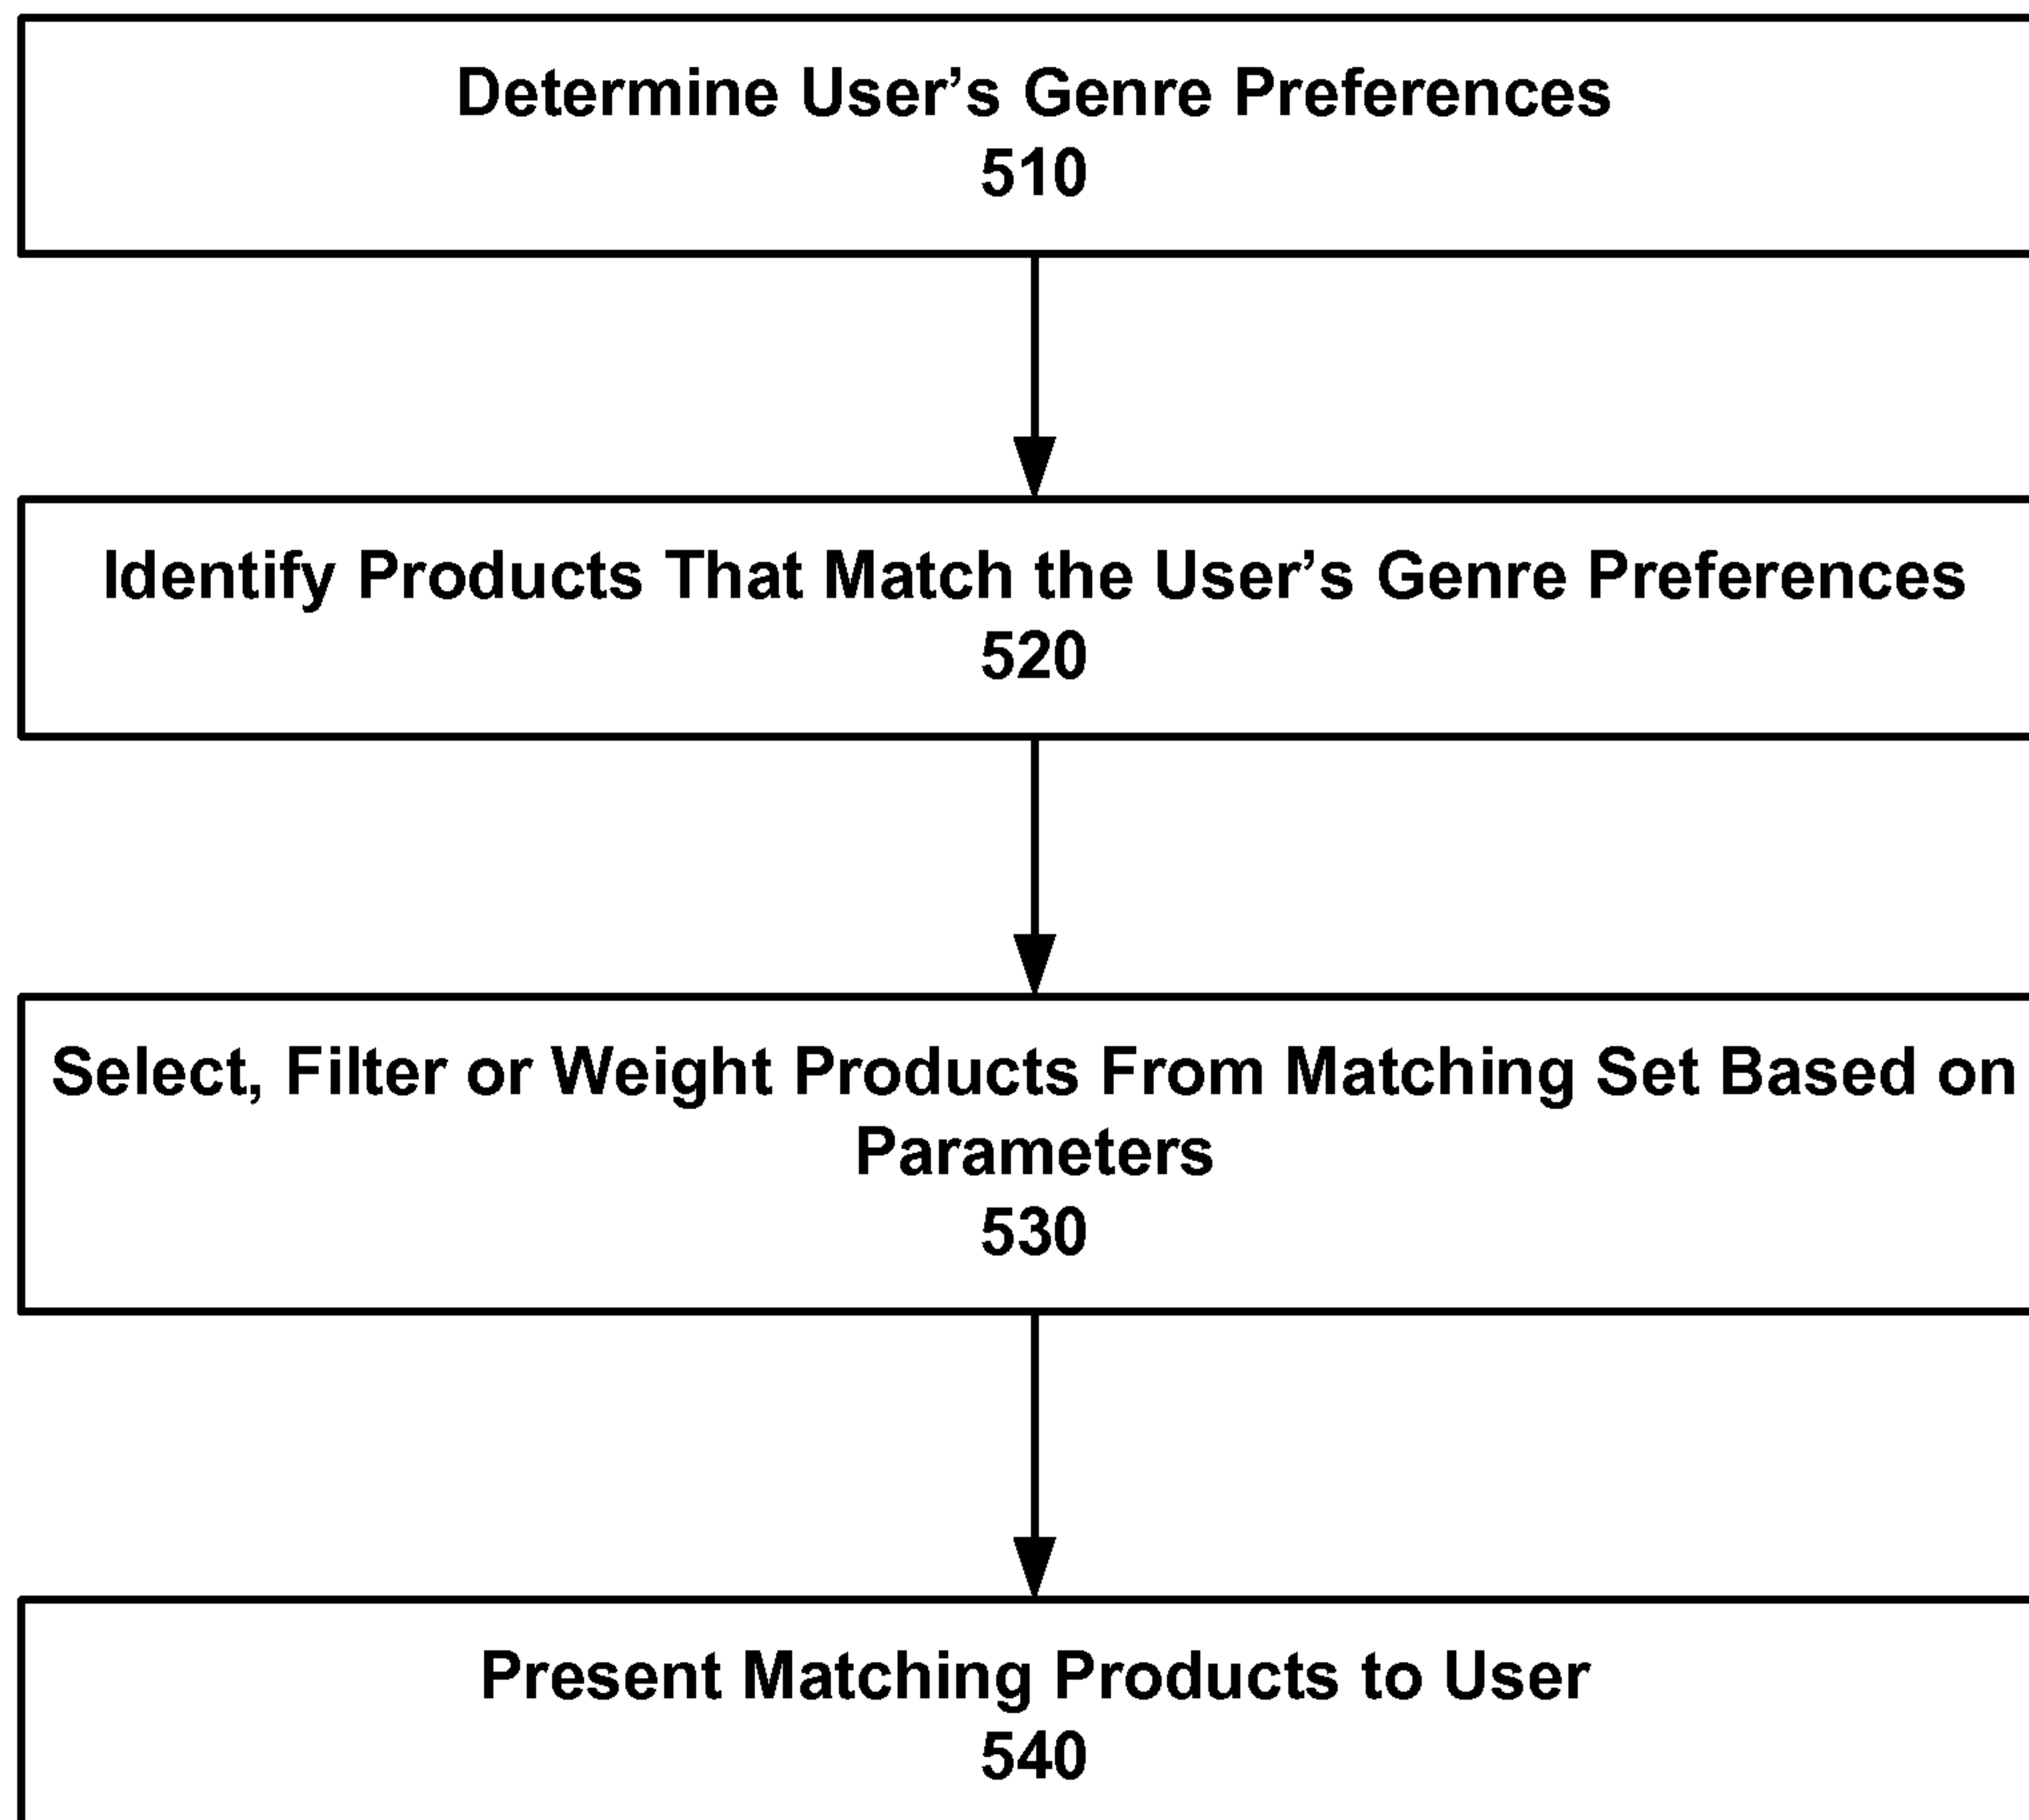 Determine User’s Genre Preferences
510
Identify Products That Match the User’s Genre Preferences
520
Select, Filter or Weight Products From Matching Set Based on
Parameters
530
Present Matching Products to User
540